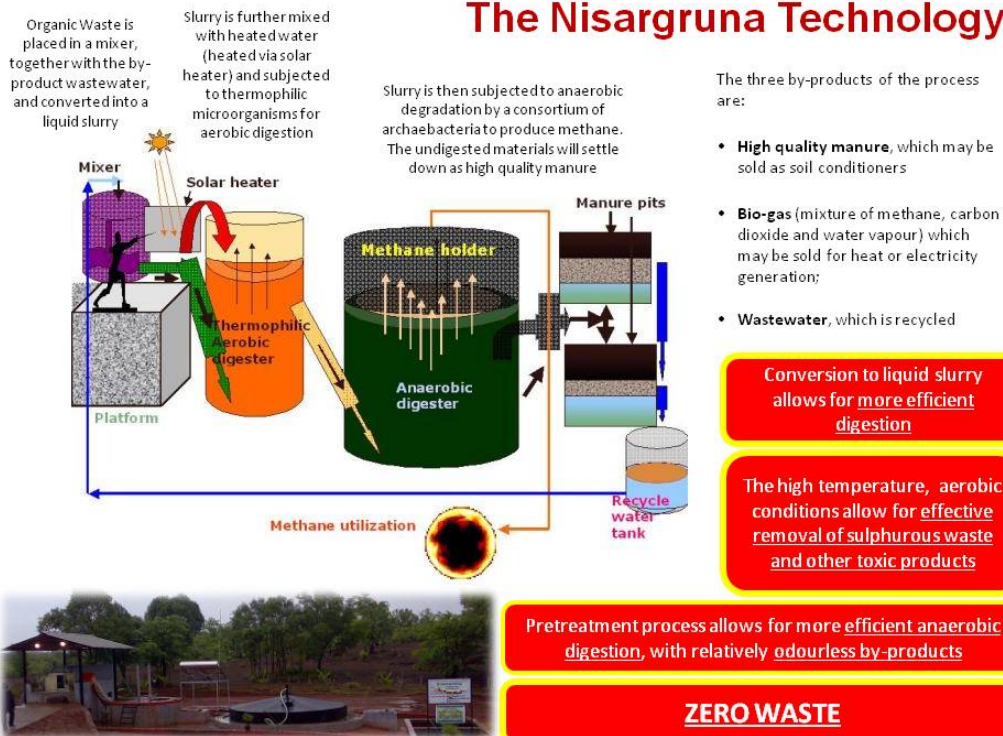 The Nisargruna Technology
Organic Waste is
placed in a mixer,
together with the by-
product wastewater,
and converted into a
liquid slurry
Slurry is further mixed
with heated water
(heated via solar
heater) and subjected
to thermophilic
microorganisms for
aerobic digestion
Slurry is then subjected to anaerobic
degradation by a consortium of
archaebacteria to produce methane.
The undigested materials will settle
down as high quality manure
Mixer
Solar heater
Methane holder
Manure pits
Thermophilic
Aerobic
digester
Anaerobic
digester
Platform
Recycle
water
tank
Methane utilization
The three by-products of the process
are:
• High quality manure, which may be
sold as soil conditioners
• Bio-gas (mixture of methane, carbon
dioxide and water vapour) which
may be sold for heat or electricity
generation;
• Wastewater, which is recycled
Conversion to liquid slurry
allows for more efficient
digestion
The high temperature, aerobic
conditions allow for effective
removal of sulphurous waste
and other toxic products
Pretreatment process allows for more efficient anaerobic
digestion, with relatively odourless by-products
ZERO WASTE